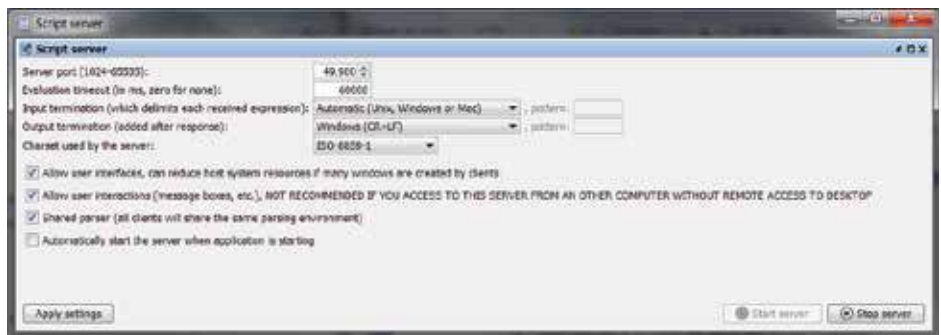 Script server
Script server
Server port [1024-65535]: 49,900
Evaluation timeout (in ms, zero for none): 60000
Input termination (which delimits each received expression): Automatic (Unix, Windows or Mac) , pattern:
Output termination (added after response): Windows (CR+LF) , pattern:
Charset used by the server: ISO-8859-1
Allow user interfaces, can reduce host system resources if many windows are created by clients
Allow user interactions (message boxes, etc.), NOT RECOMMENDED IF YOU ACCESS TO THIS SERVER FROM AN OTHER COMPUTER WITHOUT REMOTE ACCESS TO DESKTOP
Shared parser (all clients will share the same parsing environment)
Automatically start the server when application is starting
Apply settings Start server Stop server